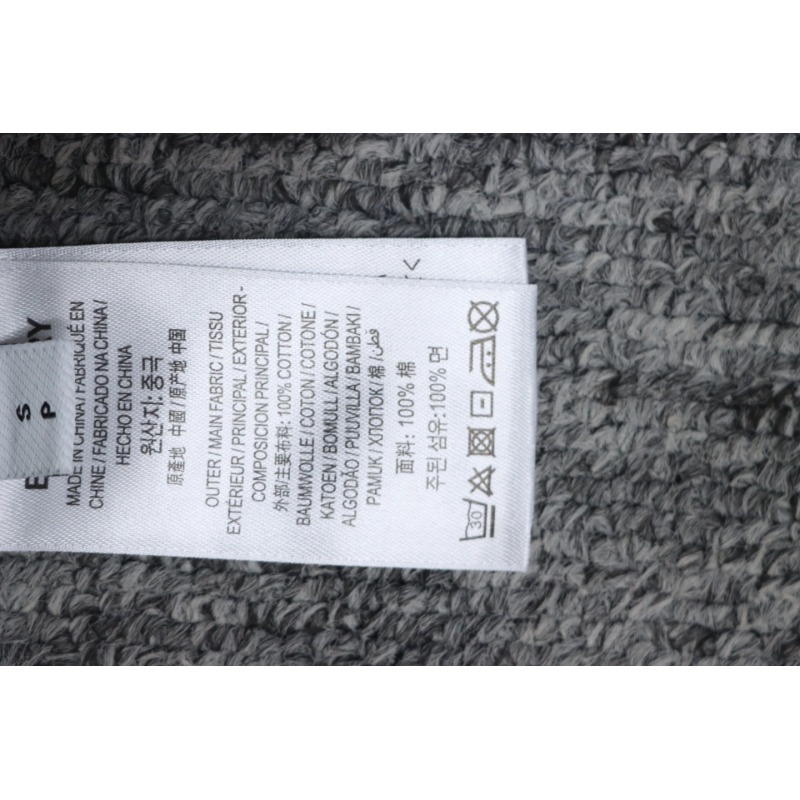 S
P
MADE IN CHINA / FABRIQUÉ EN
CHINE / FABRICADO NA CHINA /
HECHO EN CHINA
원산지: 중국
原產地 中國 / 原产地 中国
OUTER / MAIN FABRIC / TISSU
EXTÉRIEUR / PRINCIPAL / EXTERIOR -
COMPOSICION PRINCIPAL /
外部/主要布料: 100% COTTON /
BAUMWOLLE / COTON / COTONE /
KATOEN / BOMULL / ALGODÓN /
ALGODÃO / PUUVILLA / BAMBAKI /
PAMUK / ХЛОПОК / 棉 / قطن
面料: 100% 棉
주된 섬유: 100% 면
30